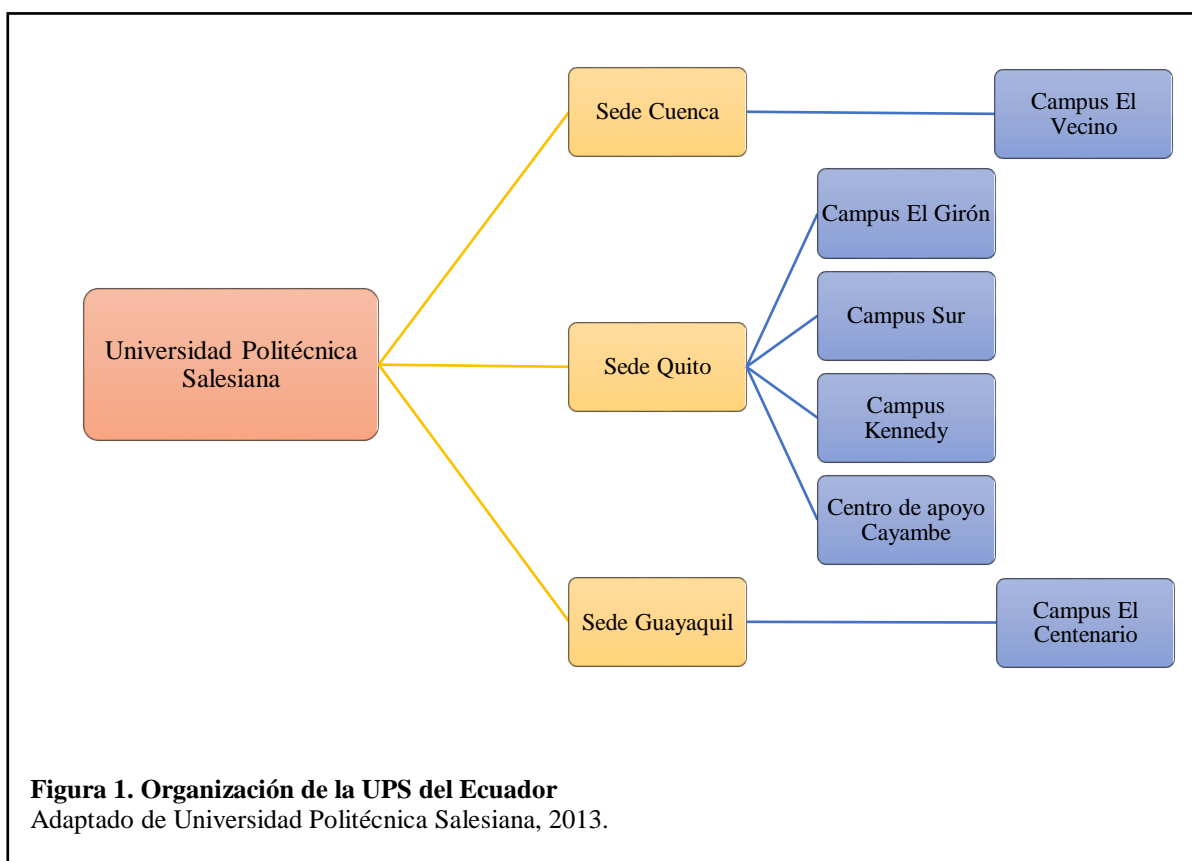 Universidad Politécnica
Salesiana
Sede Cuenca
Campus El
Vecino
Sede Quito
Campus El Girón
Campus Sur
Campus
Kennedy
Centro de apoyo
Cayambe
Sede Guayaquil
Campus El
Centenario
Figura 1. Organización de la UPS del Ecuador
Adaptado de Universidad Politécnica Salesiana, 2013.